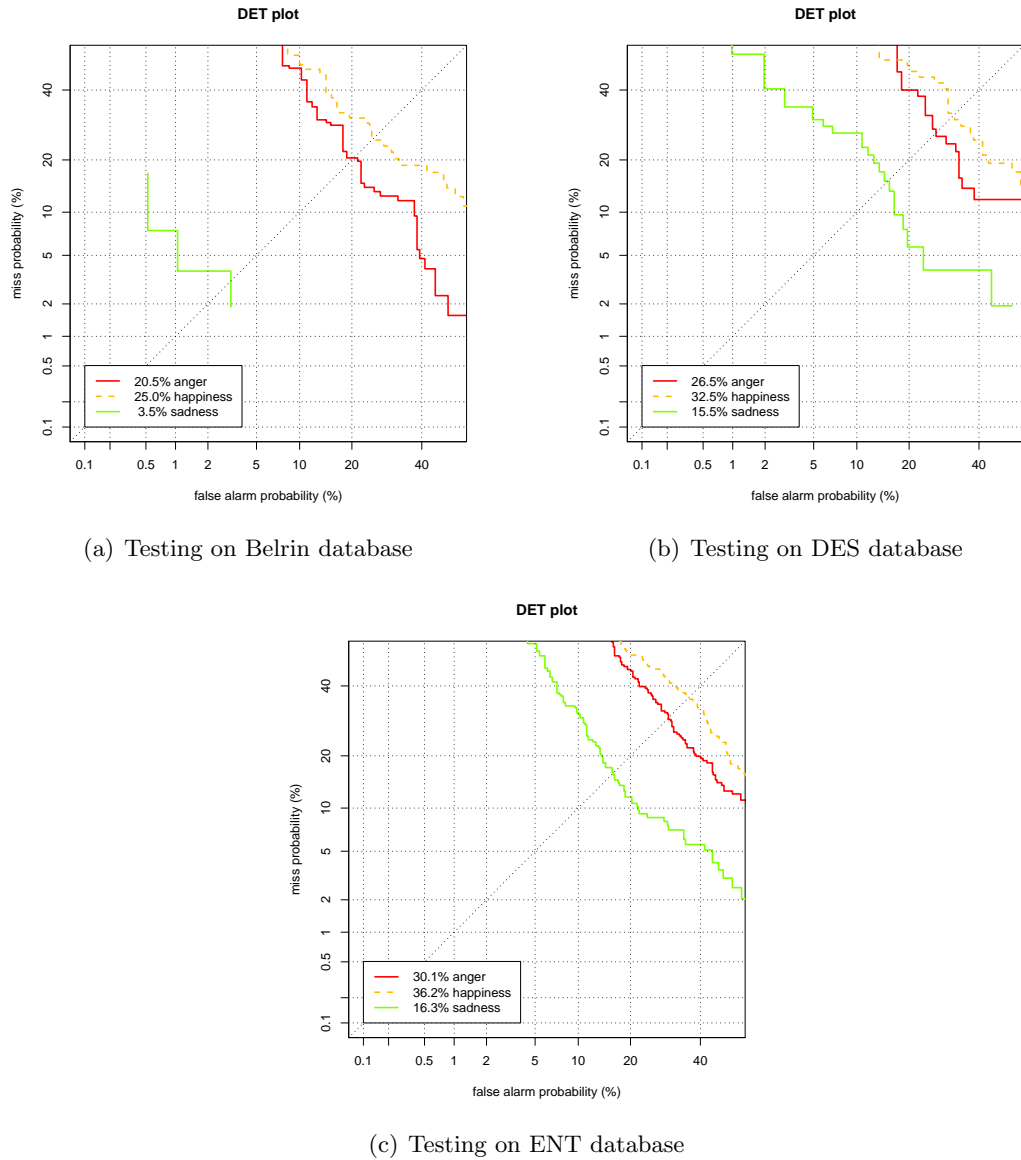 DET plot
miss probability (%)
40
20
10
5
2
1
0.5
0.1
20.5% anger
25.0% happiness
3.5% sadness
0.1 0.5 1 2 5 10 20 40
false alarm probability (%)
(a) Testing on Belrin database
DET plot
miss probability (%)
40
20
10
5
2
1
0.5
0.1
26.5% anger
32.5% happiness
15.5% sadness
0.1 0.5 1 2 5 10 20 40
false alarm probability (%)
(b) Testing on DES database
DET plot
miss probability (%)
40
20
10
5
2
1
0.5
0.1
30.1% anger
36.2% happiness
16.3% sadness
0.1 0.5 1 2 5 10 20 40
false alarm probability (%)
(c) Testing on ENT database